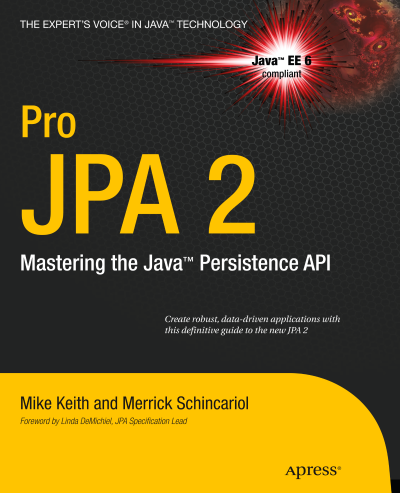 THE EXPERT'S VOICE® IN JAVA™ TECHNOLOGY
Java™ EE 6
compliant
Pro
JPA 2
Mastering the Java™ Persistence API
Create robust, data-driven applications with
this definitive guide to the new JPA 2
Mike Keith and Merrick Schincariol
Foreword by Linda DeMichiel, JPA Specification Lead
Apress®